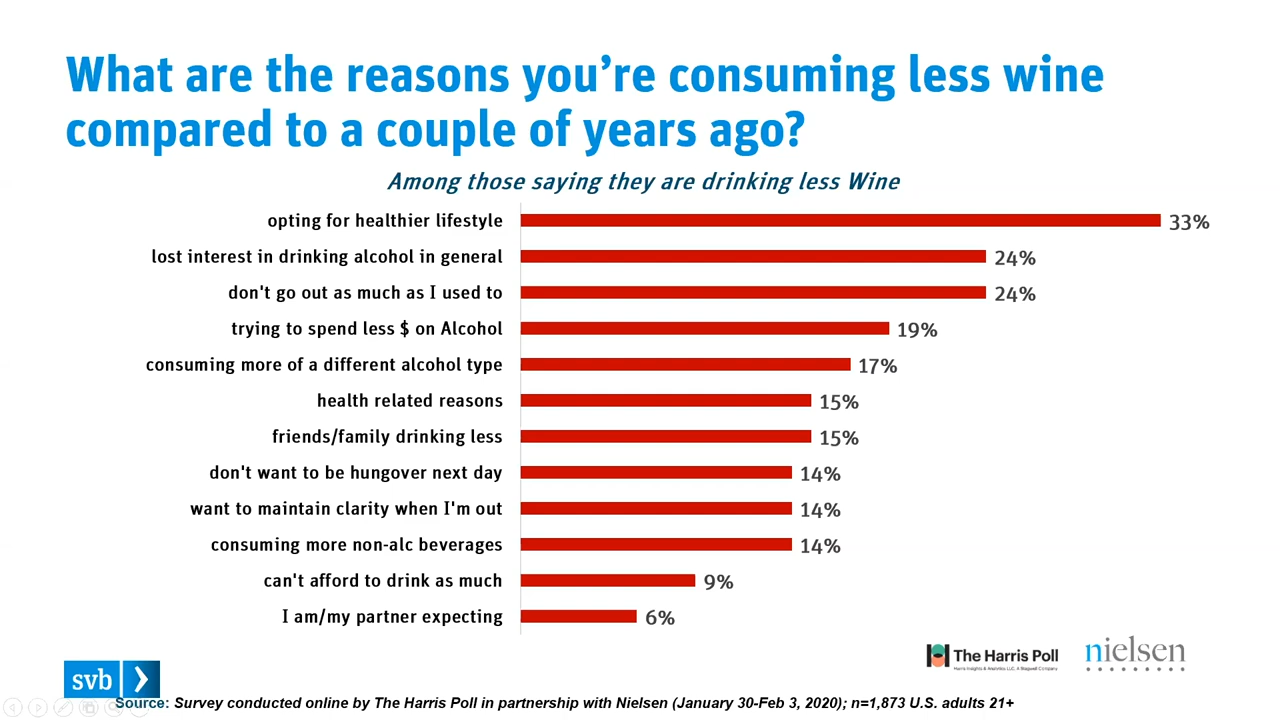 What are the reasons you’re consuming less wine
compared to a couple of years ago?
Among those saying they are drinking less Wine
opting for healthier lifestyle 33%
lost interest in drinking alcohol in general 24%
don't go out as much as I used to 24%
trying to spend less $ on Alcohol 19%
consuming more of a different alcohol type 17%
health related reasons 15%
friends/family drinking less 15%
don't want to be hungover next day 14%
want to maintain clarity when I'm out 14%
consuming more non-alc beverages 14%
can't afford to drink as much 9%
I am/my partner expecting 6%
The Harris Poll
Harris Insights & Analytics LLC, A Stagwell Company
nielsen
svb
Source: Survey conducted online by The Harris Poll in partnership with Nielsen (January 30-Feb 3, 2020); n=1,873 U.S. adults 21+